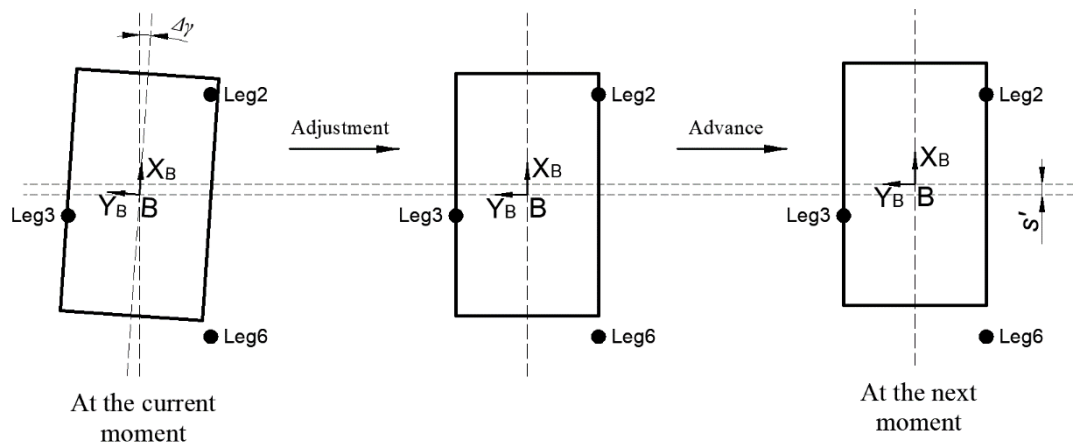 Δγ
Leg2
Adjustment
X_B
Y_B B
Leg3
Leg6
At the current
moment
Leg2
Advance
X_B
Y_B B
Leg3
Leg6
Leg2
X_B
Y_B B
Leg3
s'
Leg6
At the next
moment